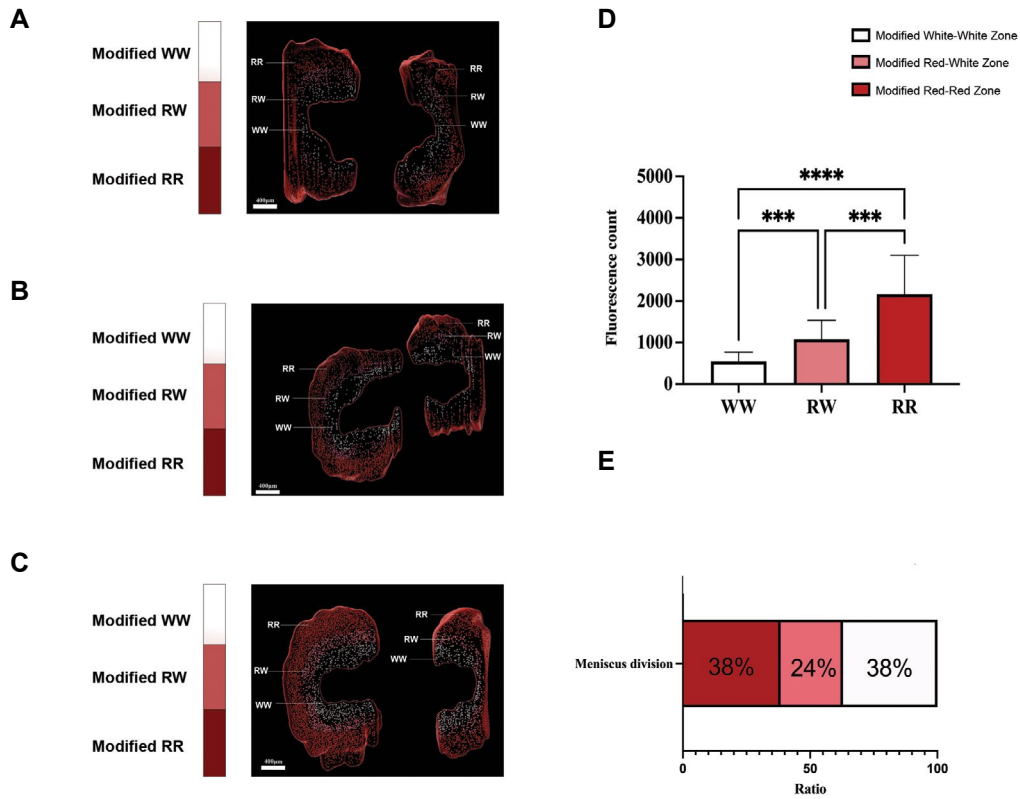 A
Modified WW
Modified RW
Modified RR
RR
RW
WW
RR
RW
WW
400μm
B
Modified WW
Modified RW
Modified RR
RR
RW
WW
RR
RW
WW
400μm
C
Modified WW
Modified RW
Modified RR
RR
RW
WW
RR
RW
WW
400μm
D
Modified White-White Zone
Modified Red-White Zone
Modified Red-Red Zone
Fluorescence count
5000
4000
3000
2000
1000
0
****
***
***
WW
RW
RR
E
Meniscus division
38%
24%
38%
0
50
100
Ratio